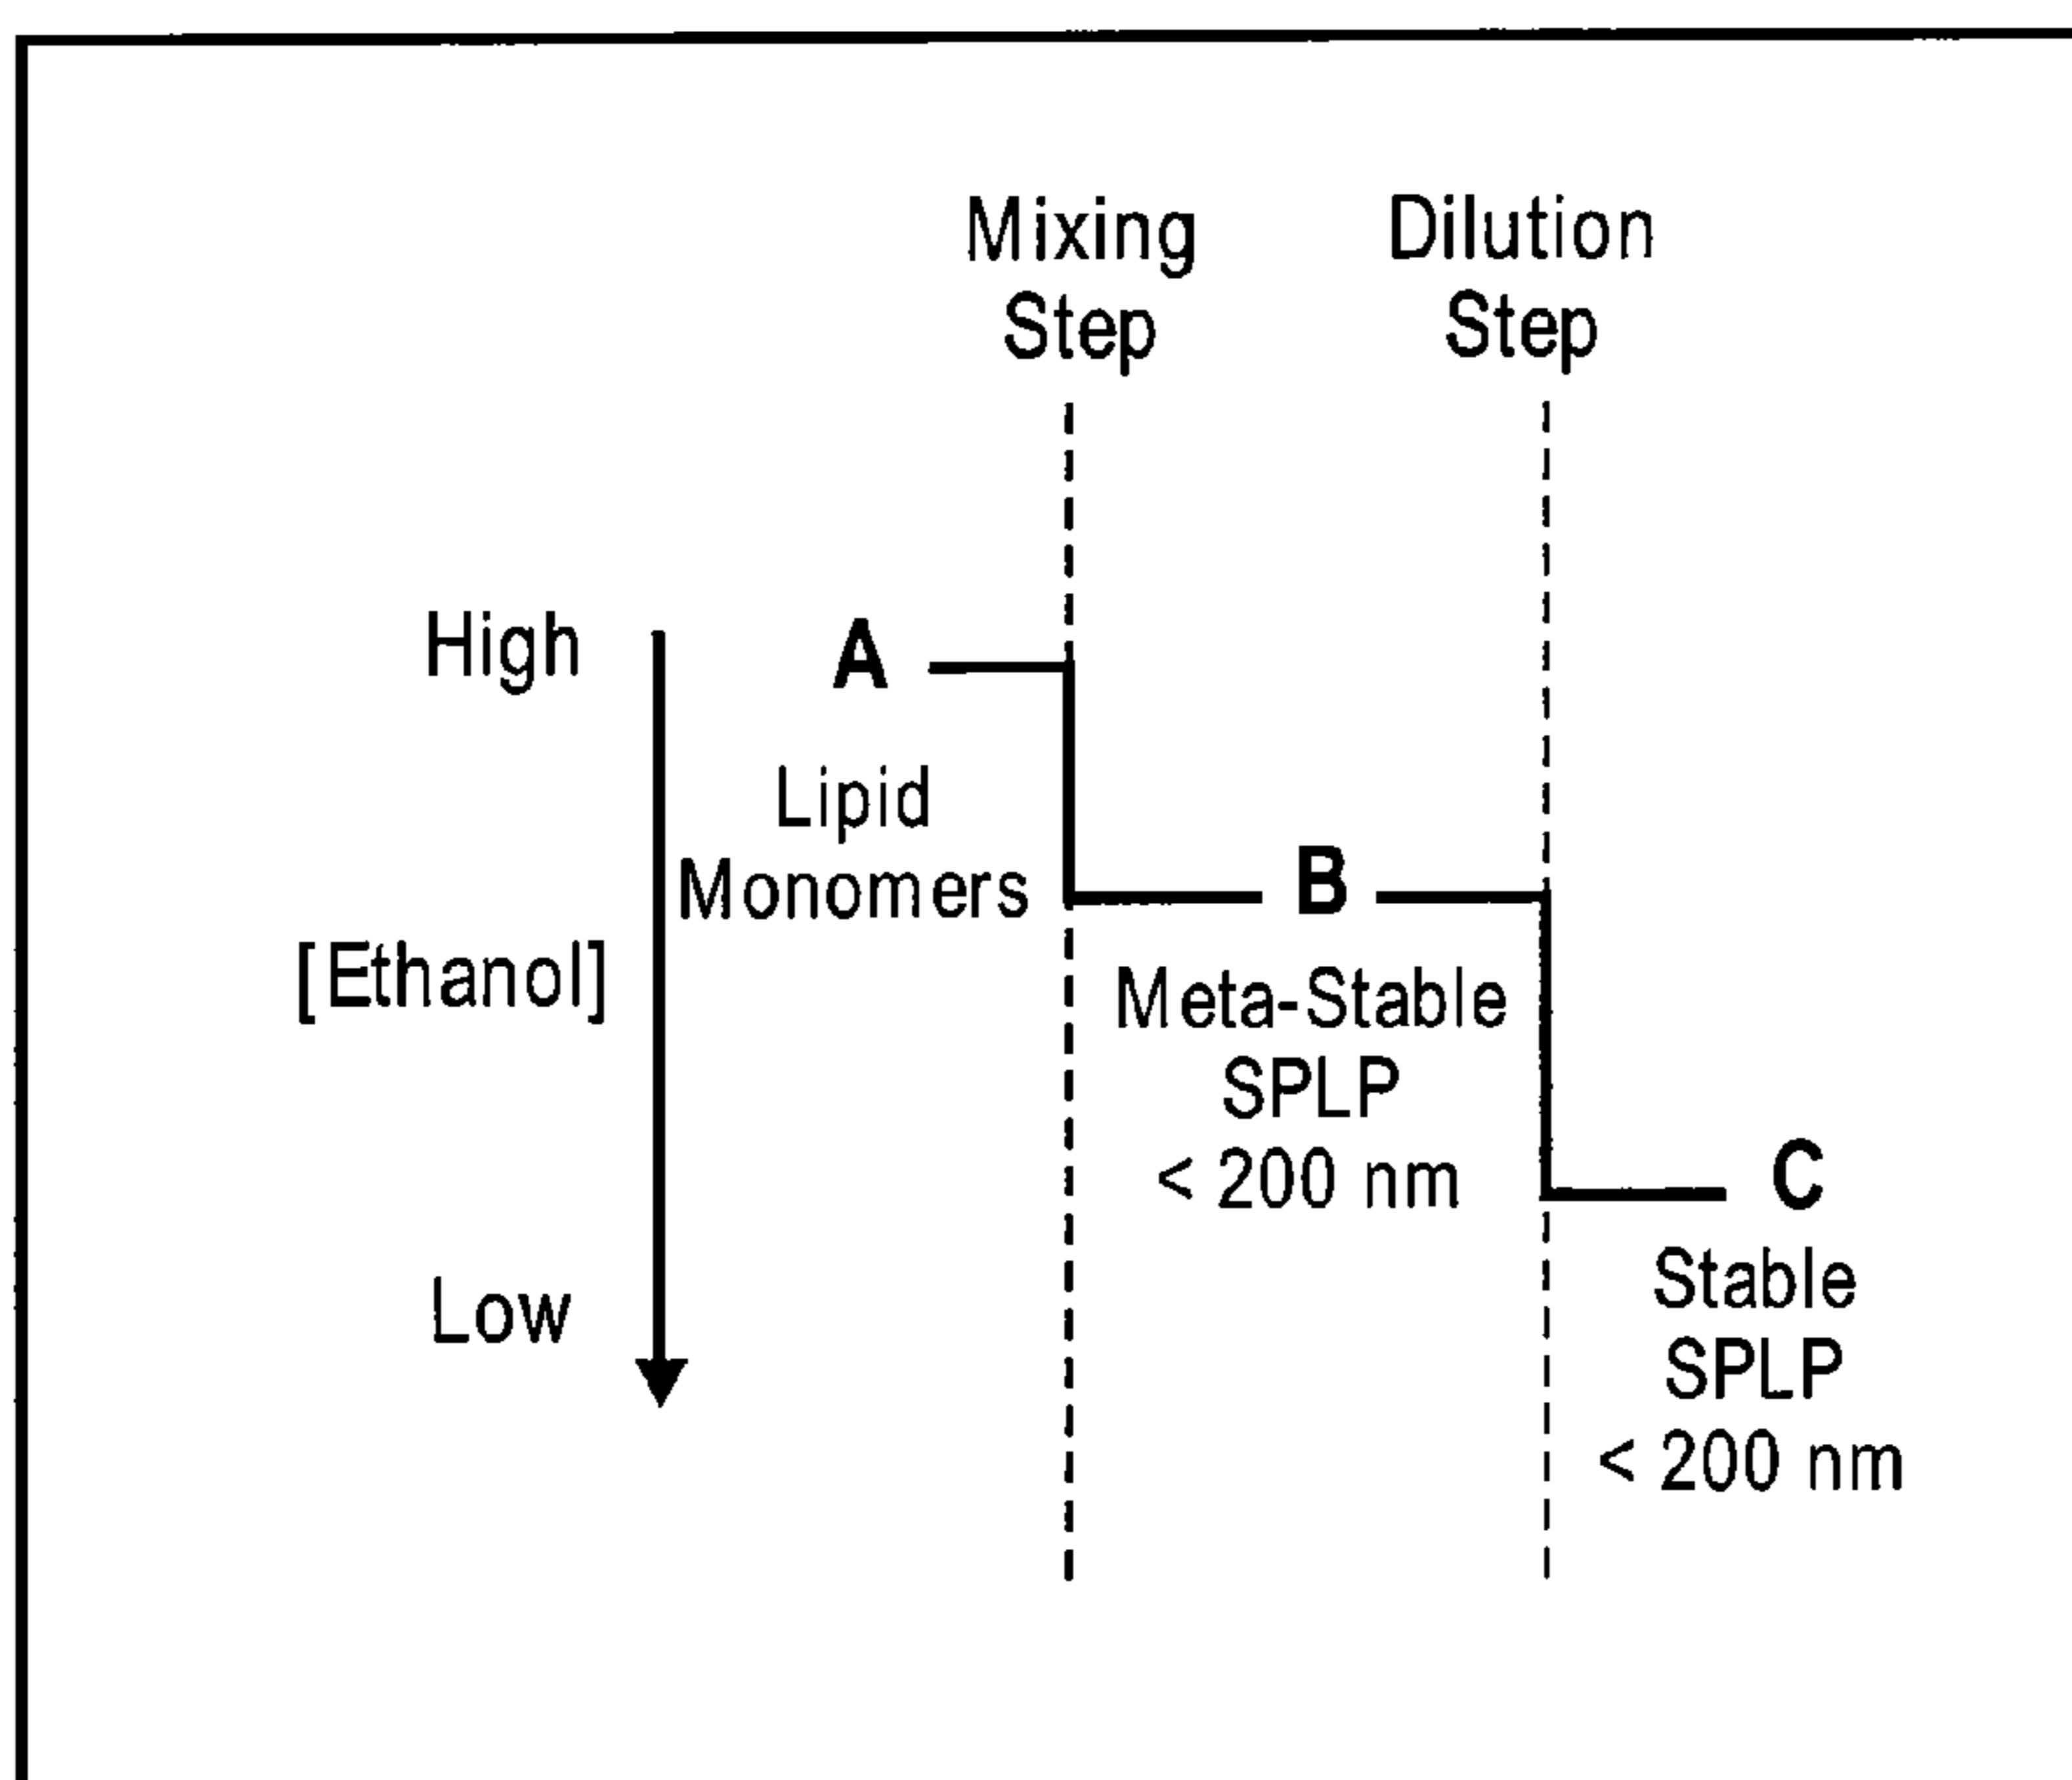 Mixing
Step
Dilution
Step
High
A
Lipid
Monomers
[Ethanol]
Low
B
Meta-Stable
SPLP
< 200 nm
C
Stable
SPLP
< 200 nm